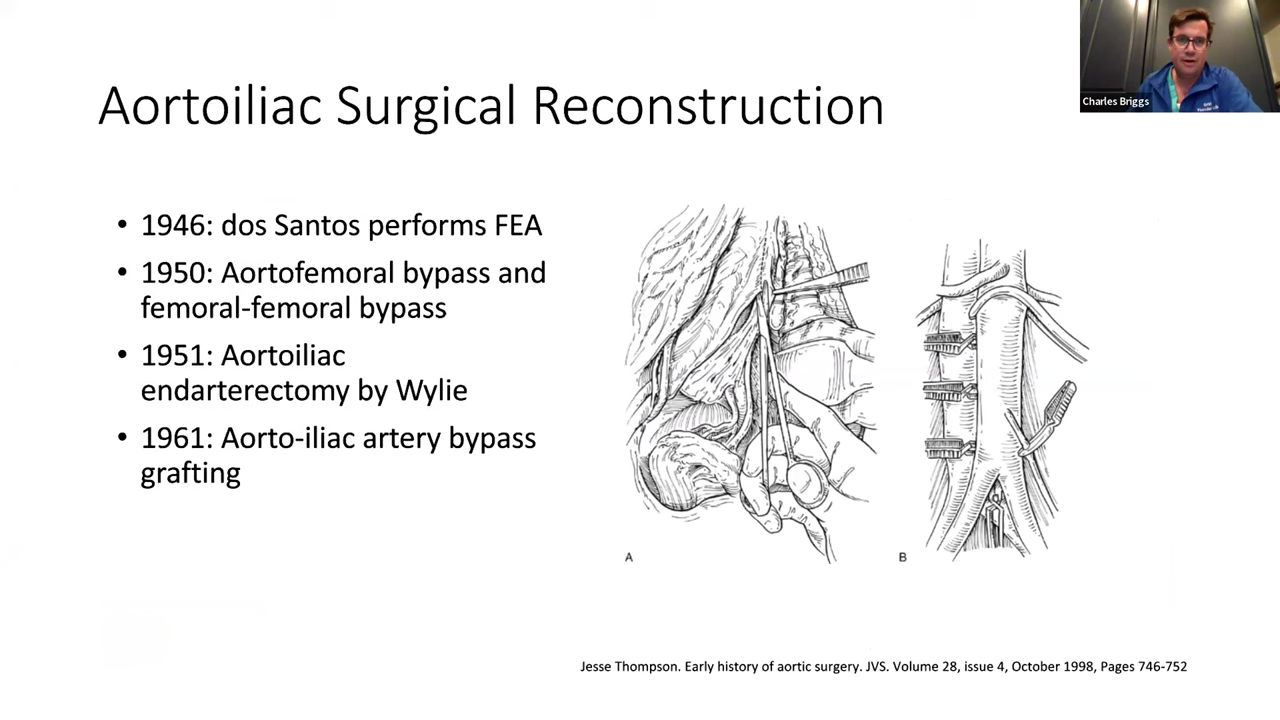 Charles Briggs
Aortoiliac Surgical Reconstruction
• 1946: dos Santos performs FEA
• 1950: Aortofemoral bypass and
femoral-femoral bypass
• 1951: Aortoiliac
endarterectomy by Wylie
• 1961: Aorto-iliac artery bypass
grafting
A
B
Jesse Thompson. Early history of aortic surgery. JVS. Volume 28, issue 4, October 1998, Pages 746-752